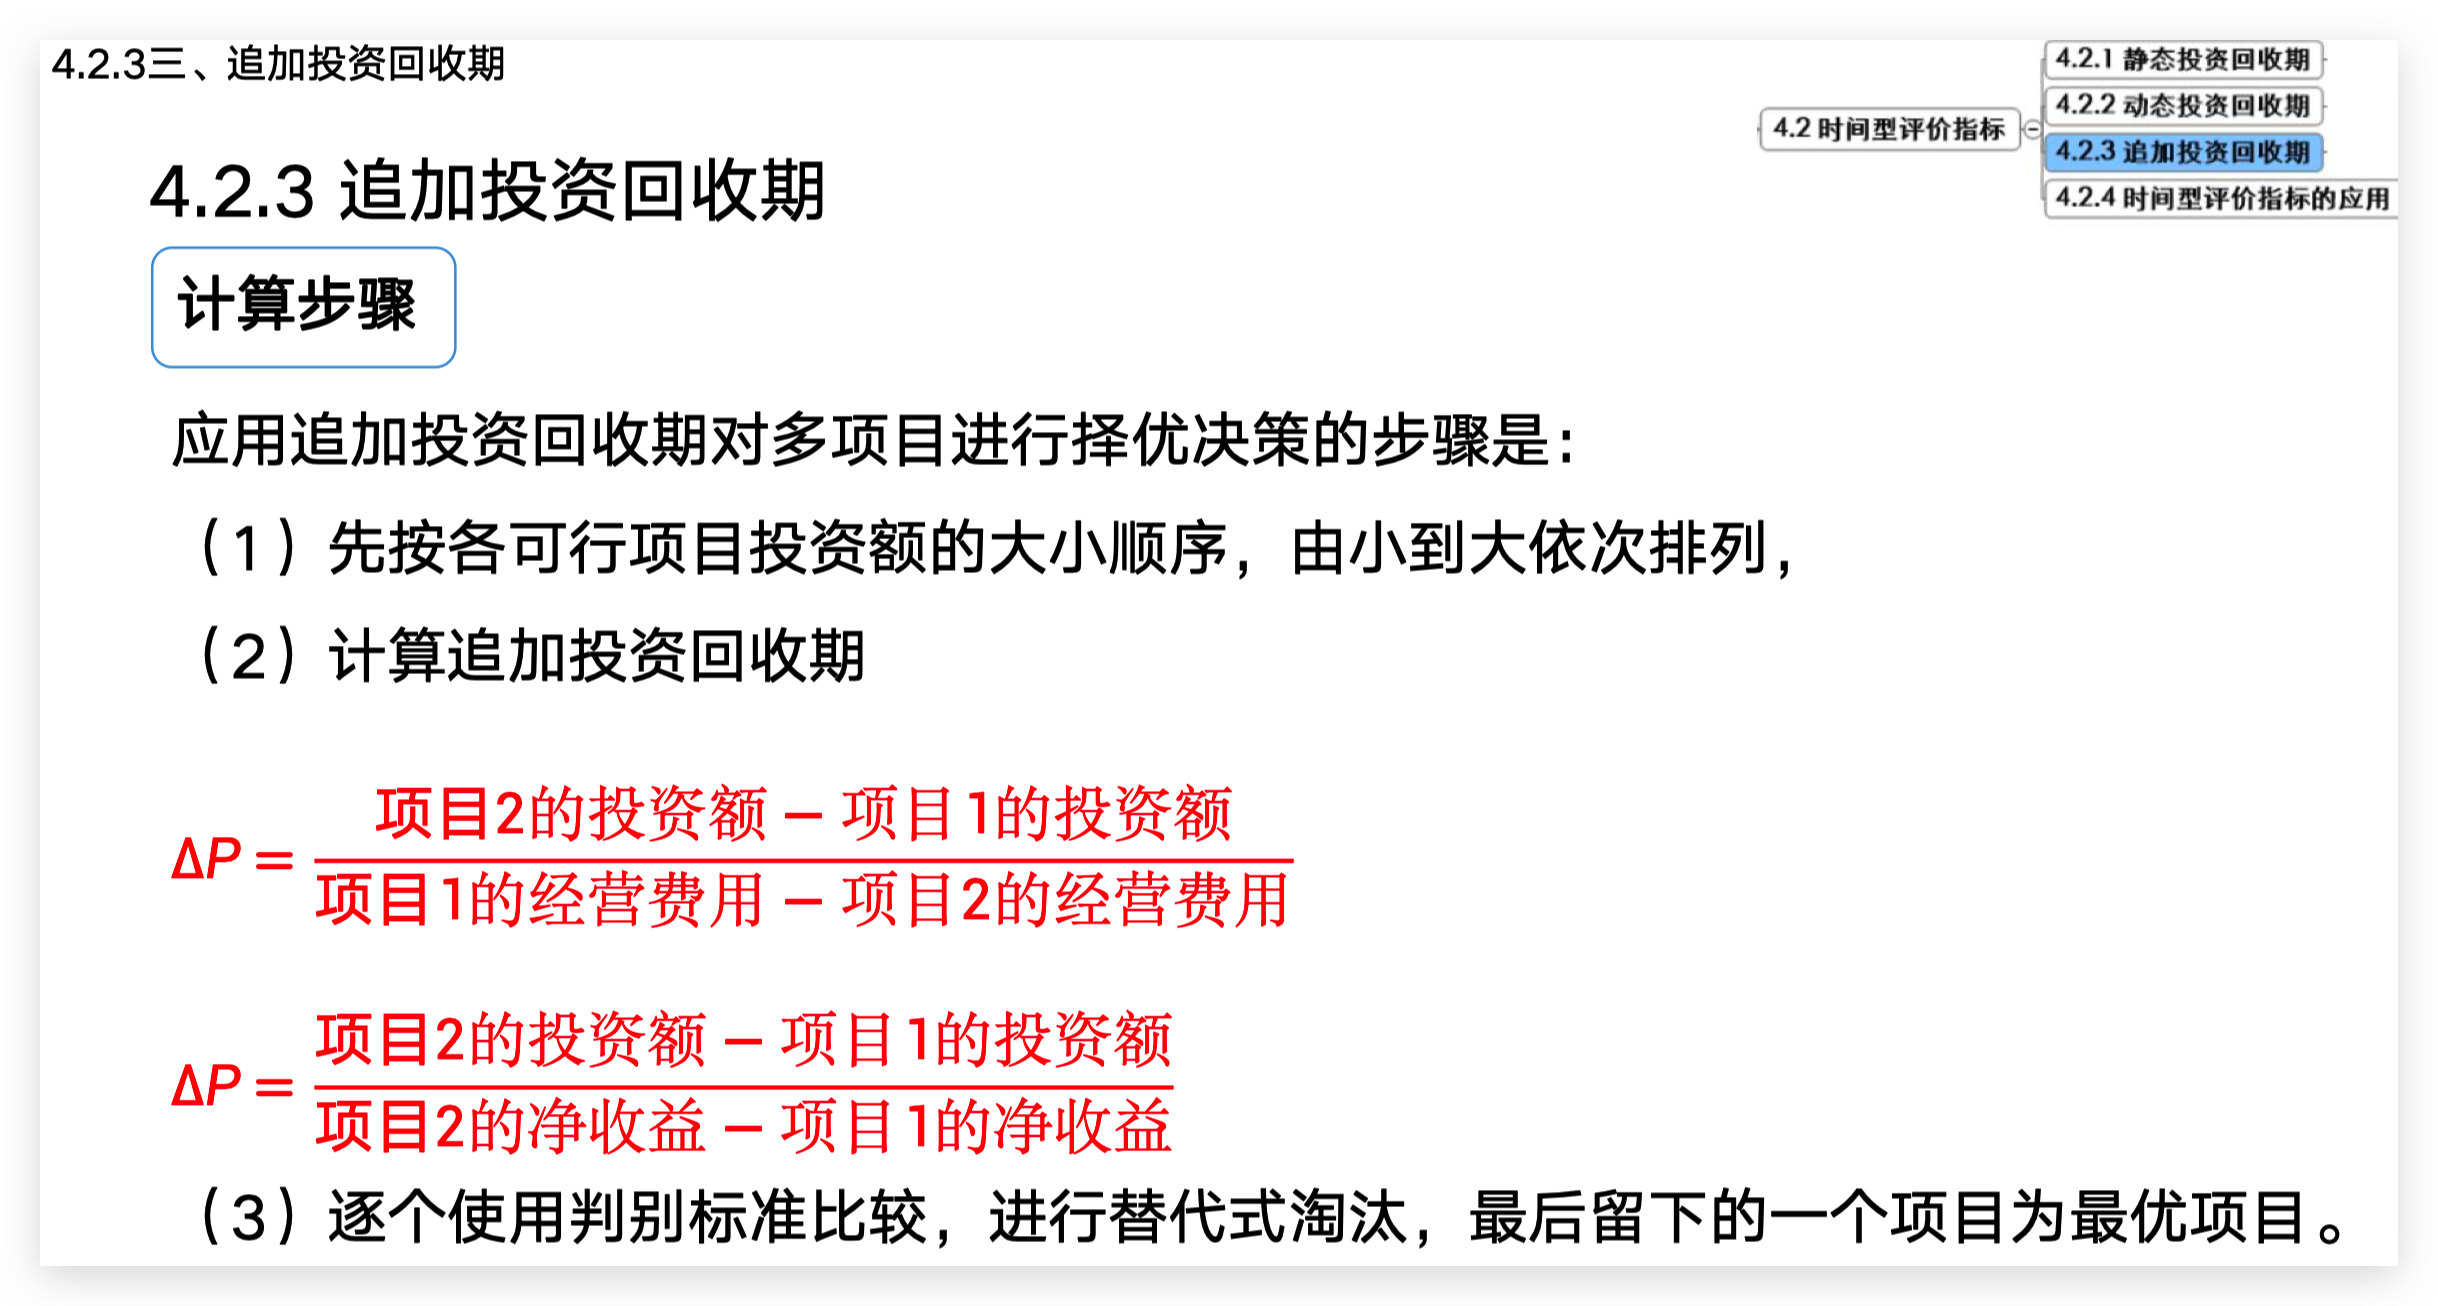 4.2.3三、追加投资回收期
4.2 时间型评价指标
4.2.1 静态投资回收期
4.2.2 动态投资回收期
4.2.3 追加投资回收期
4.2.4 时间型评价指标的应用
4.2.3 追加投资回收期
计算步骤
应用追加投资回收期对多项目进行择优决策的步骤是：
（1）先按各可行项目投资额的大小顺序，由小到大依次排列，
（2）计算追加投资回收期
项目2的投资额 − 项目1的投资额
ΔP =
项目1的经营费用 − 项目2的经营费用
项目2的投资额 − 项目1的投资额
ΔP =
项目2的净收益 − 项目1的净收益
（3）逐个使用判别标准比较，进行替代式淘汰，最后留下的一个项目为最优项目。